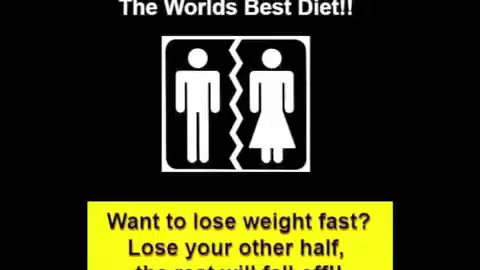 The Worlds Best Diet!!
Want to lose weight fast?
Lose your other half,
the rest will fall off!!